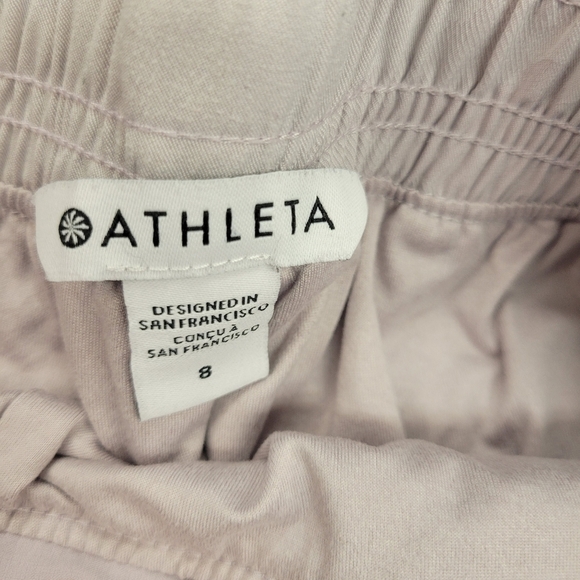 ATHLETA
DESIGNED IN
SAN FRANCISCO
CONÇU À
SAN FRANCISCO
8